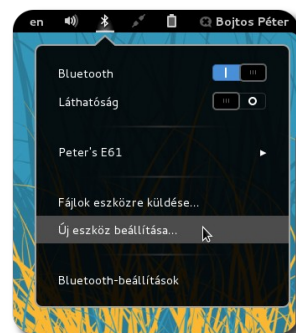 en Bojtos Péter
Bluetooth
Láthatóság
Peter's E61
Fájlok eszközre küldése...
Új eszköz beállítása...
Bluetooth-beállítások